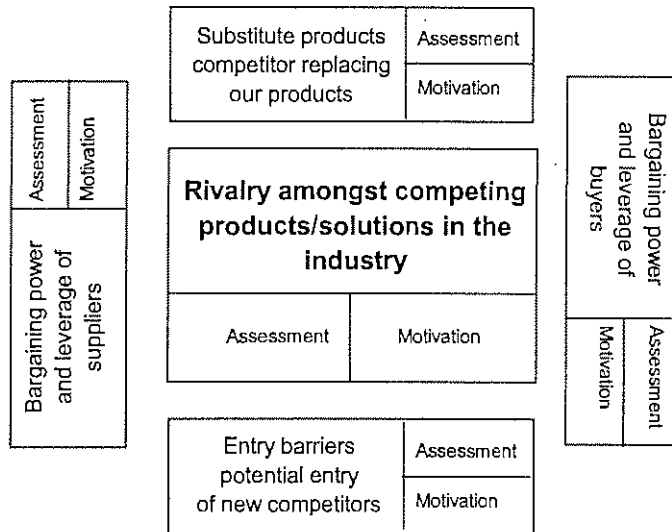 Substitute products
competitor replacing
our products
Assessment
Motivation
Assessment
Motivation
Bargaining power
and leverage of
suppliers
Rivalry amongst competing
products/solutions in the
industry
Assessment
Motivation
Bargaining power
and leverage of
buyers
Assessment
Motivation
Entry barriers
potential entry
of new competitors
Assessment
Motivation